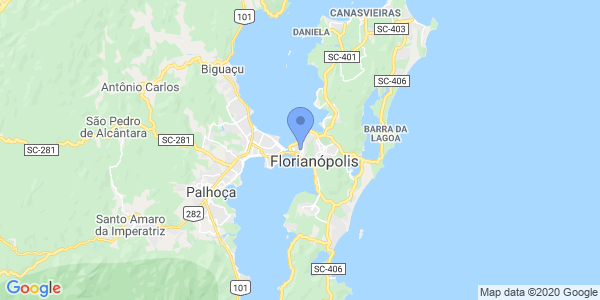 CANASVIEIRAS
101
DANIELA
SC-403
SC-401
Biguaçu
SC-406
Antônio Carlos
São Pedro
de Alcântara
BARRA DA
LAGOA
SC-281
SC-281
Florianópolis
Palhoça
282
Santo Amaro
da Imperatriz
SC-406
101
Google
Map data ©2020 Google